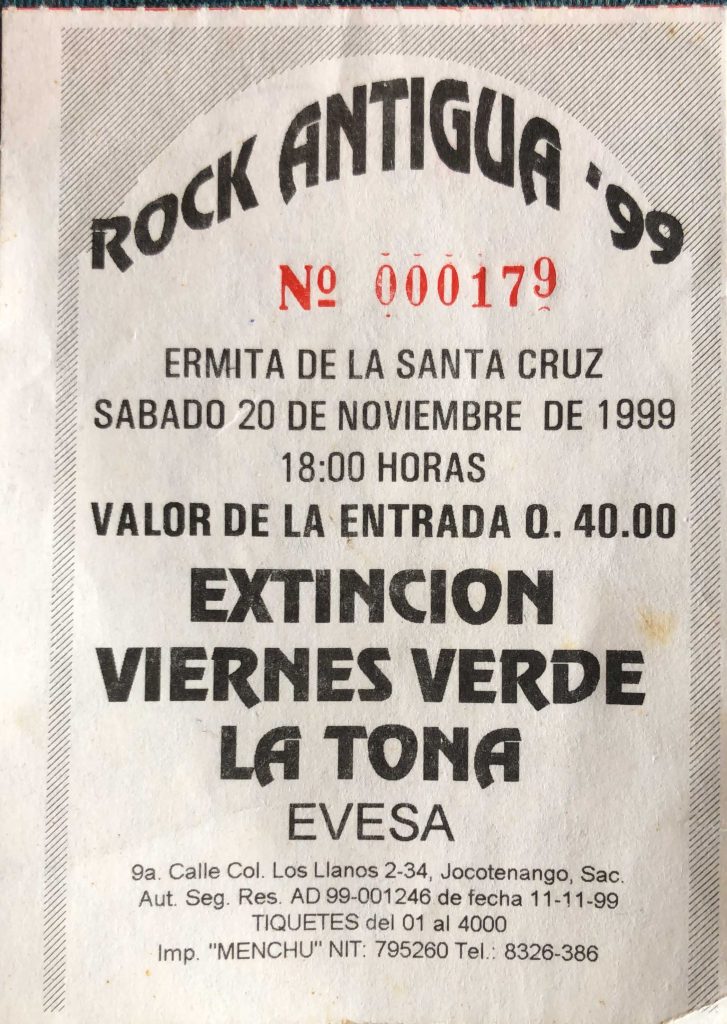 ROCK ANTIGUA '99
Nº 000179
ERMITA DE LA SANTA CRUZ
SABADO 20 DE NOVIEMBRE DE 1999
18:00 HORAS
VALOR DE LA ENTRADA Q. 40.00
EXTINCION
VIERNES VERDE
LA TONA
EVESA
9a. Calle Col. Los Llanos 2-34, Jocotenango, Sac.
Aut. Seg. Res. AD 99-001246 de fecha 11-11-99
TIQUETES del 01 al 4000
Imp. "MENCHU" NIT: 795260 Tel.: 8326-386